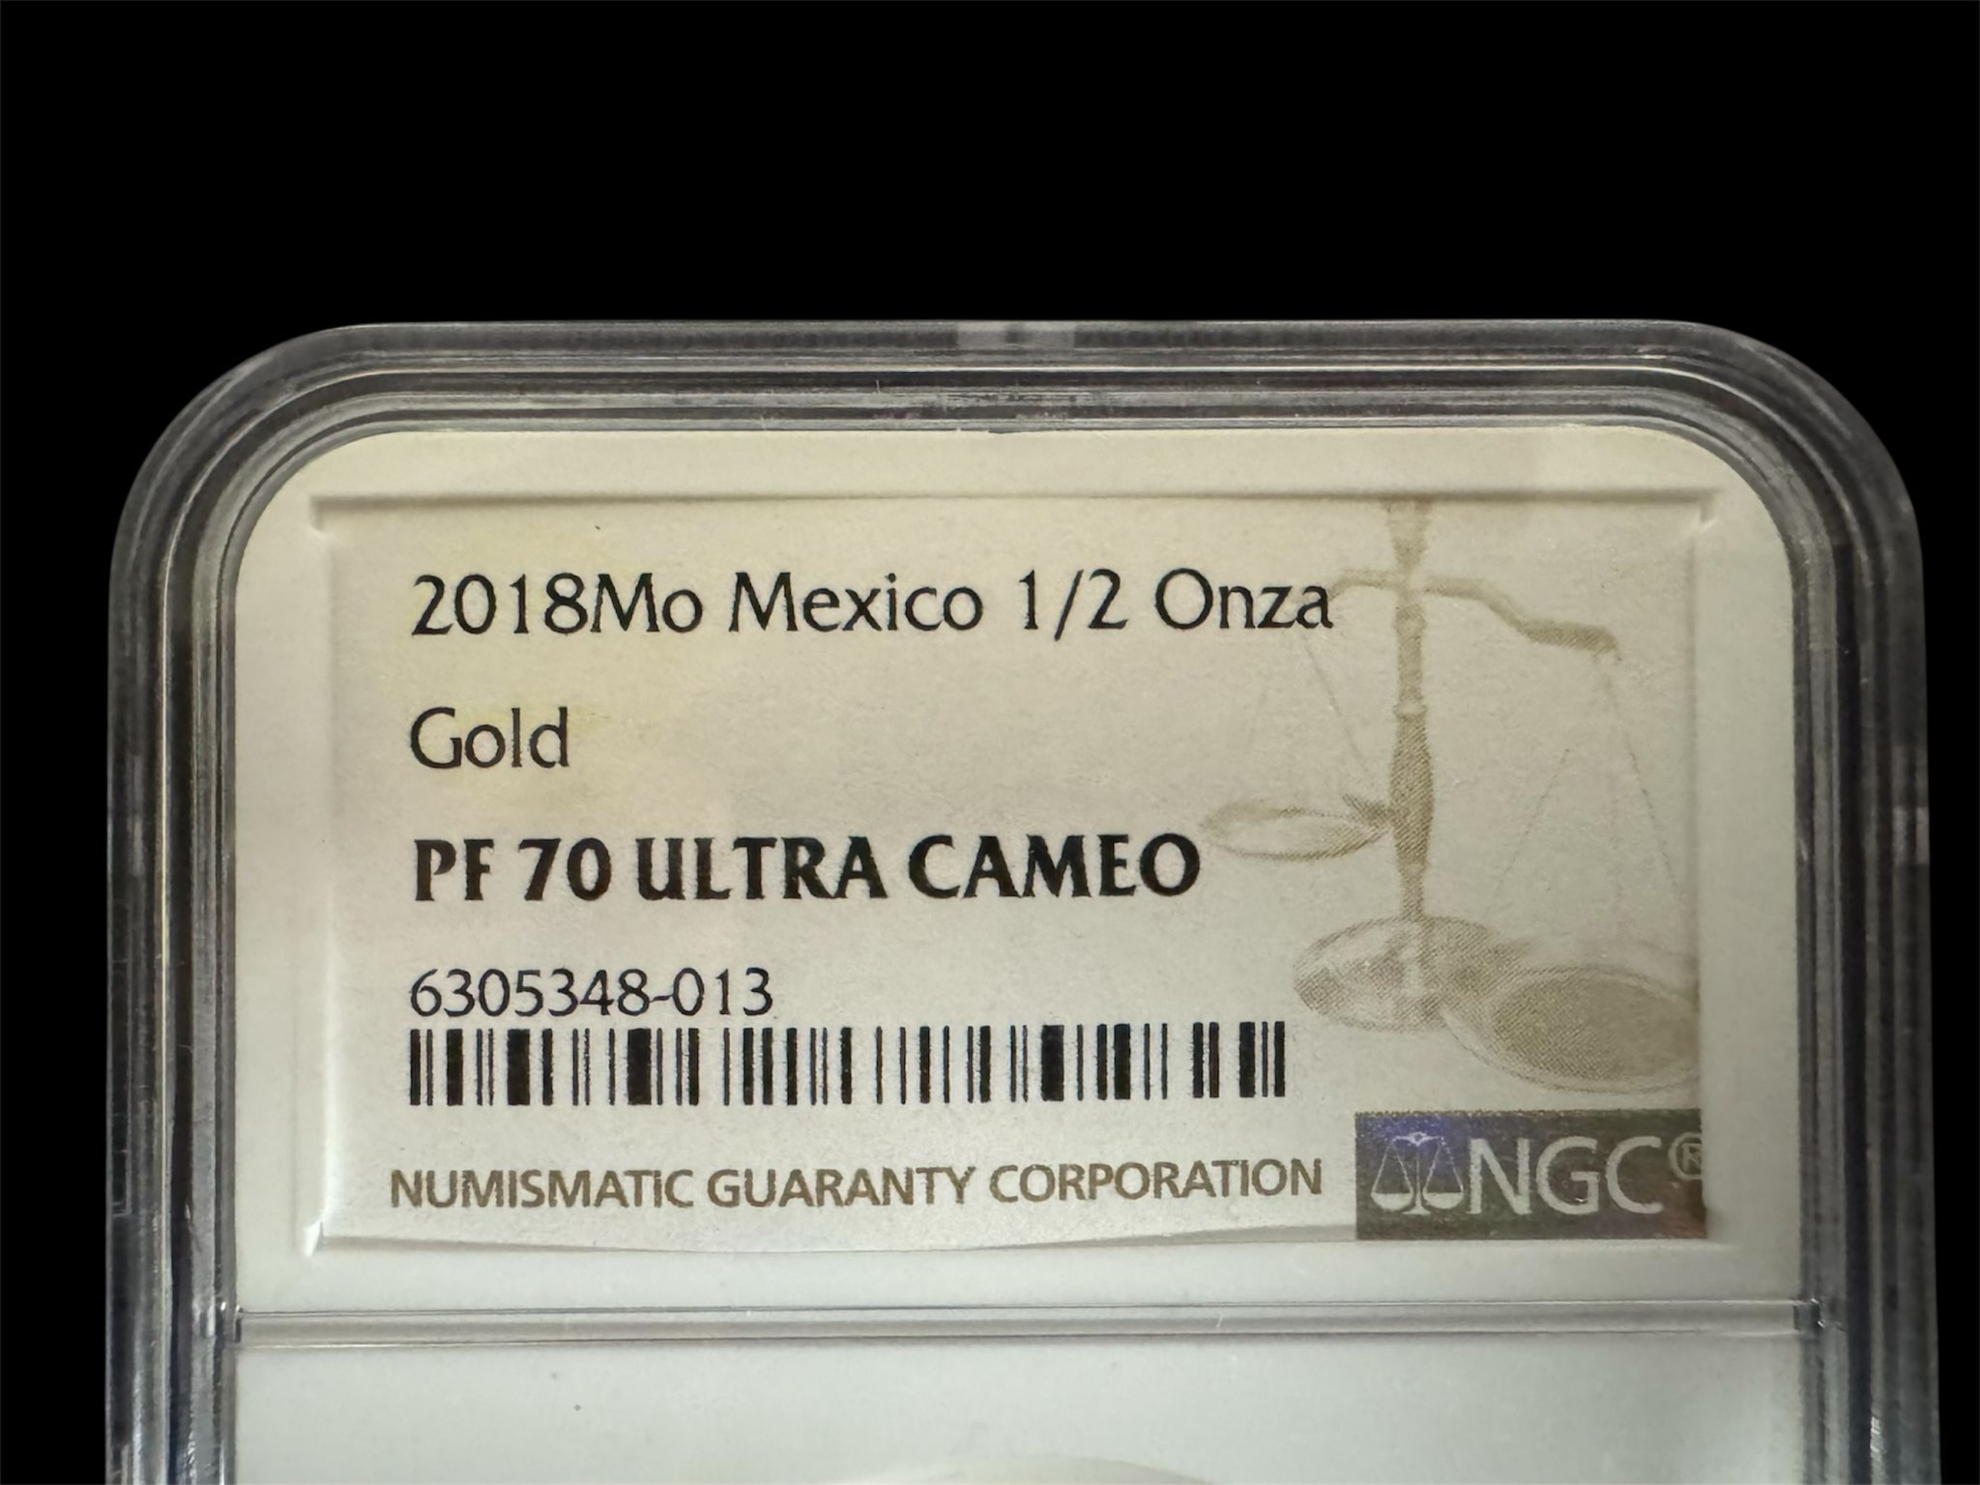 2018Mo Mexico 1/2 Onza
Gold
PF 70 ULTRA CAMEO
6305348-013
NUMISMATIC GUARANTY CORPORATION
NGC®